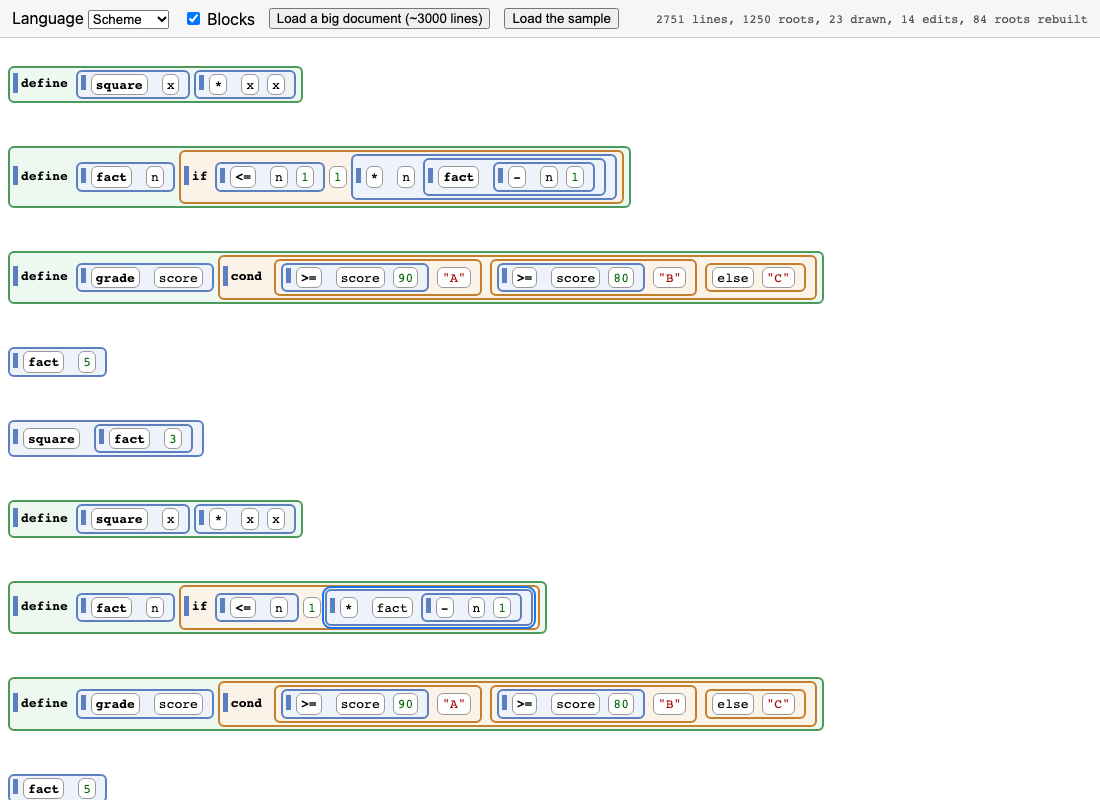 Language Scheme Blocks Load a big document (~3000 lines) Load the sample 2751 lines, 1250 roots, 23 drawn, 14 edits, 84 roots rebuilt
define square x * x x
define fact n if <= n 1 1 * n fact - n 1
define grade score cond >= score 90 "A" >= score 80 "B" else "C"
fact 5
square fact 3
define square x * x x
define fact n if <= n 1 * fact - n 1
define grade score cond >= score 90 "A" >= score 80 "B" else "C"
fact 5